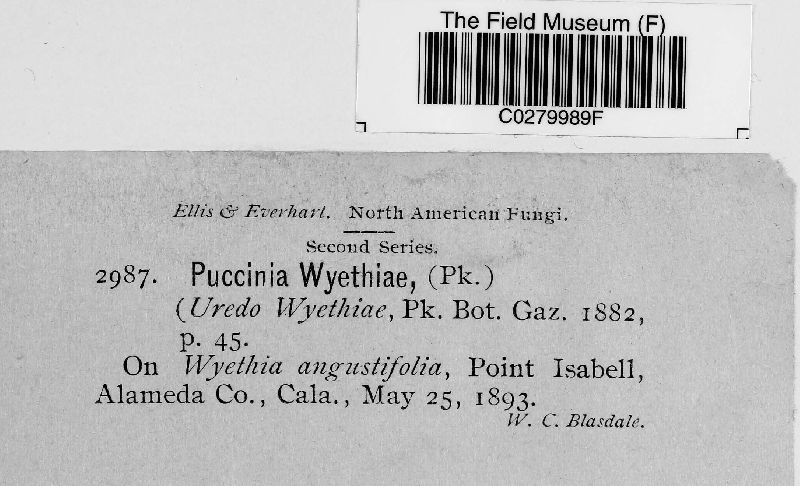 The Field Museum (F)
C0279989F
Ellis & Everhart. North American Fungi.
Second Series.
2987. Puccinia Wyethiae, (Pk.)
(Uredo Wyethiae, Pk. Bot. Gaz. 1882,
p. 45.
On Wyethia angustifolia, Point Isabell,
Alameda Co., Cala., May 25, 1893.
W. C. Blasdale.